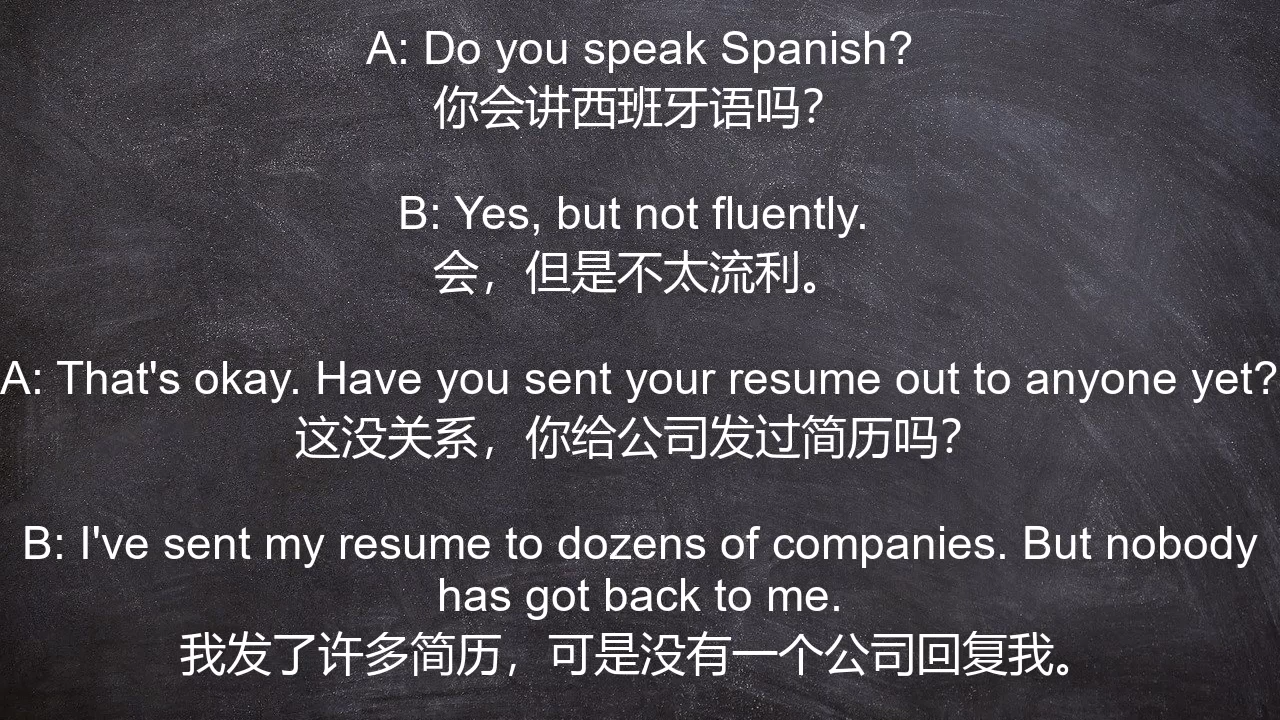 A: Do you speak Spanish?
你会讲西班牙语吗？
B: Yes, but not fluently.
会，但是不太流利。
A: That's okay. Have you sent your resume out to anyone yet?
这没关系，你给公司发过简历吗？
B: I've sent my resume to dozens of companies. But nobody
has got back to me.
我发了许多简历，可是没有一个公司回复我。